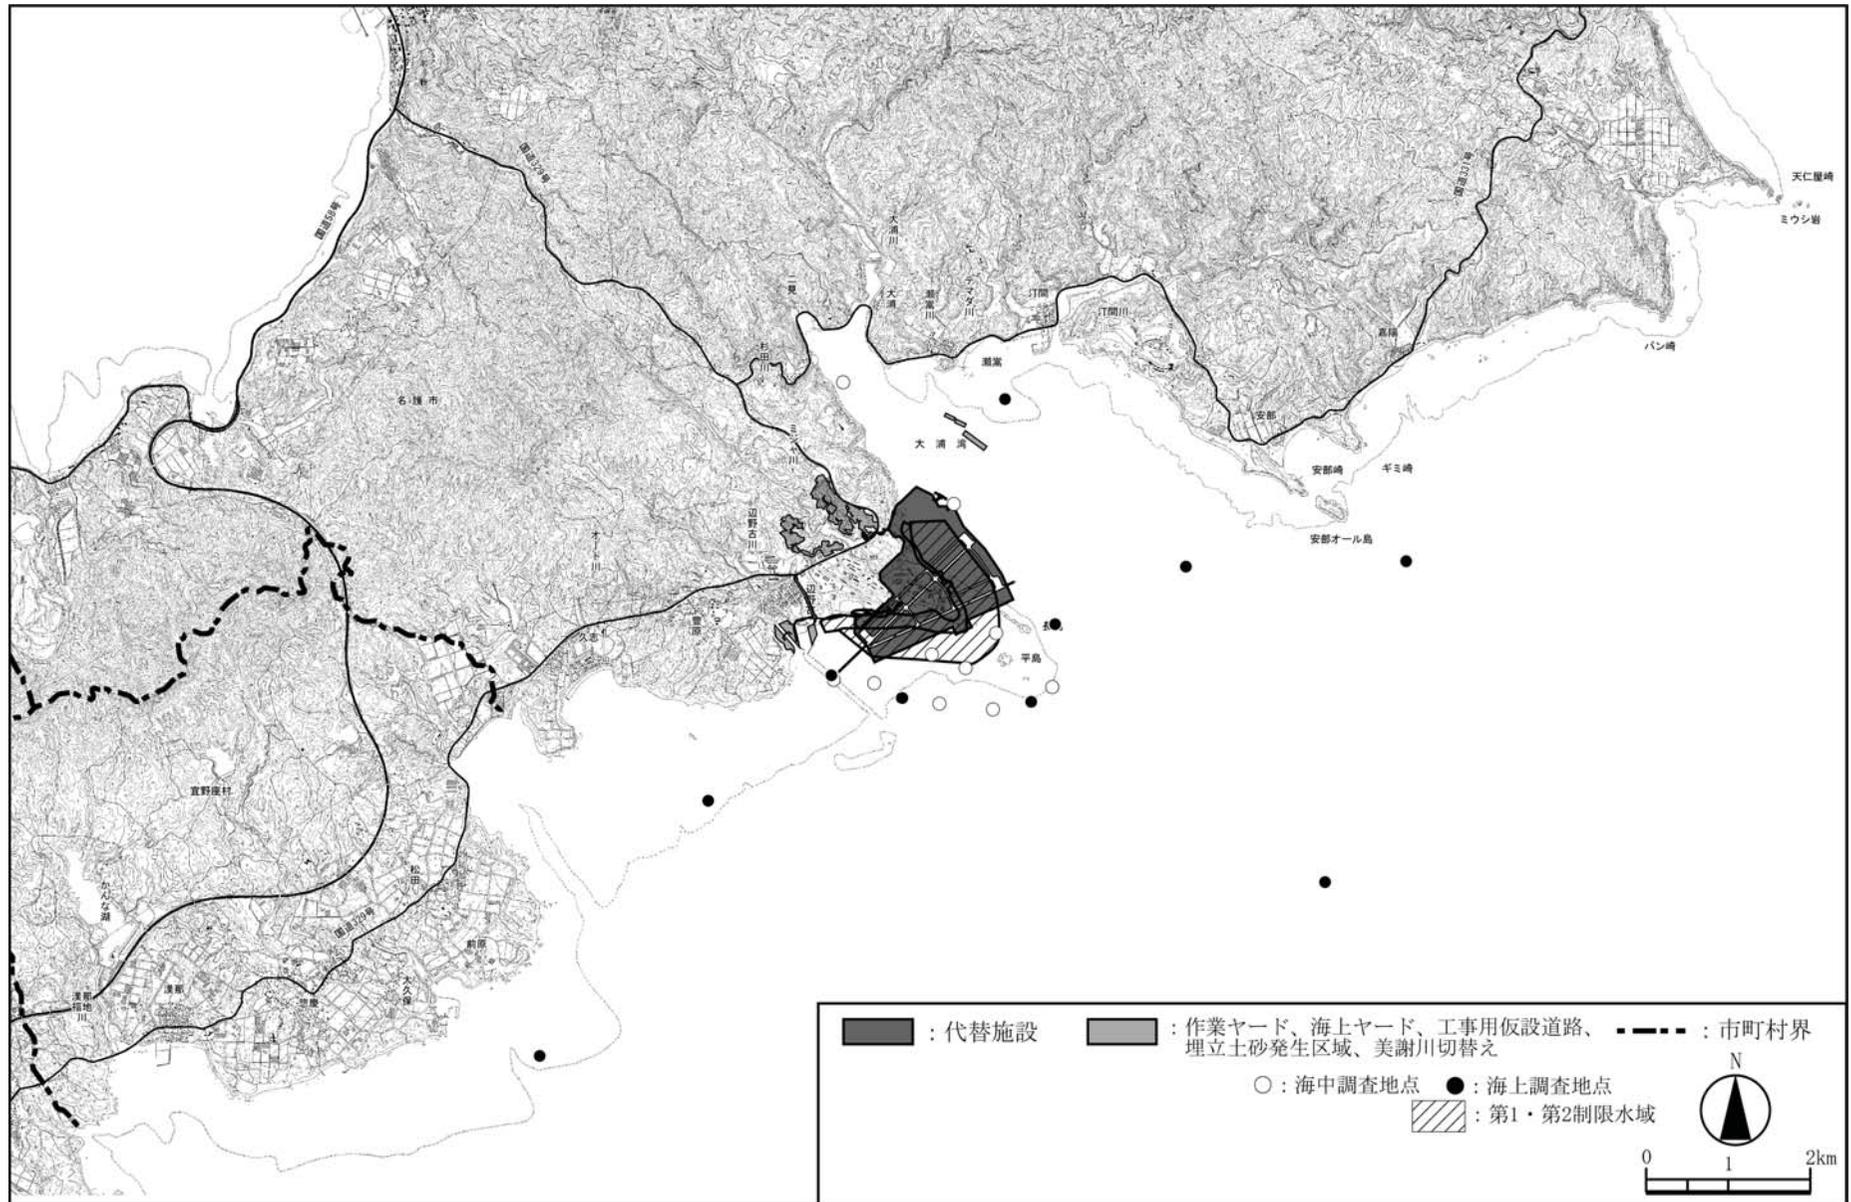 国道58号
国道329号
国道331号
天仁屋崎
ミウシ岩
バン崎
大浦川
二見
大浦
瀬嵩川
テマダ川
汀間
汀間川
嘉陽
杉田川
瀬嵩
名護市
大浦湾
安部
安部崎
ギミ崎
安部オール島
辺野古川
オード川
豊原
久志
平島
宜野座村
かんな湖
松田
国道329号
前原
大久保
漢那
惣慶
漢那
福地川
:代替施設
:作業ヤード、海上ヤード、工事用仮設道路、
埋立土砂発生区域、美謝川切替え
:市町村界
:海中調査地点
:海上調査地点
:第1・第2制限水域
N
0
1
2km